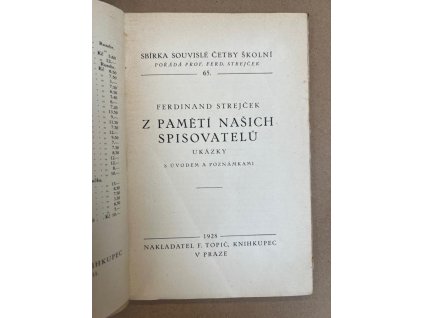 SBÍRKA SOUVISLÉ ČETBY ŠKOLNÍ
POŘÁDÁ PROF. FERD. STREJČEK
65.
FERDINAND STREJČEK
Z PAMĚTÍ NAŠICH
SPISOVATELŮ
UKÁZKY
S ÚVODEM A POZNÁMKAMI
1928
NAKLADATEL F. TOPIČ, KNIHKUPEC
V PRAZE